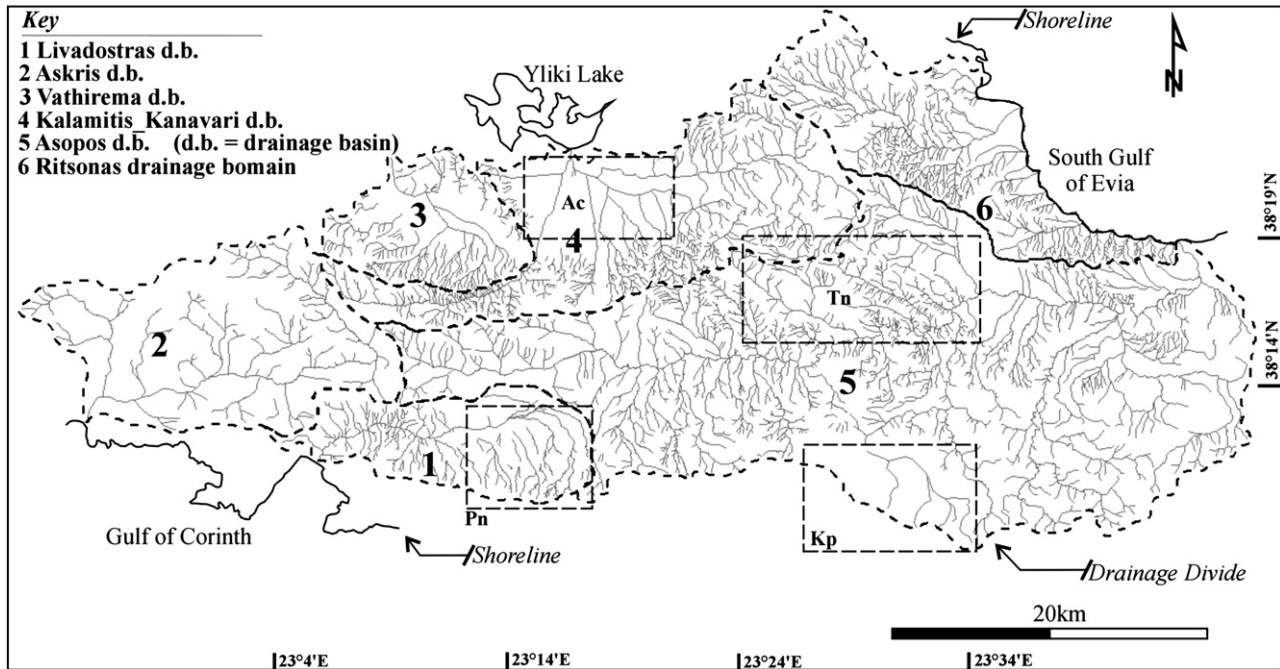 Key
1 Livadostras d.b.
2 Askris d.b.
3 Vathirema d.b.
4 Kalamitis_Kanavari d.b.
5 Asopos d.b. (d.b. = drainage basin)
6 Ritsonas drainage bomain
Yliki Lake
Shoreline
N
South Gulf
of Evia
38°19'N
38°14'N
3
Ac
4
6
Tn
2
5
1
Pn
Kp
Gulf of Corinth
Shoreline
Drainage Divide
20km
23°4'E
23°14'E
23°24'E
23°34'E